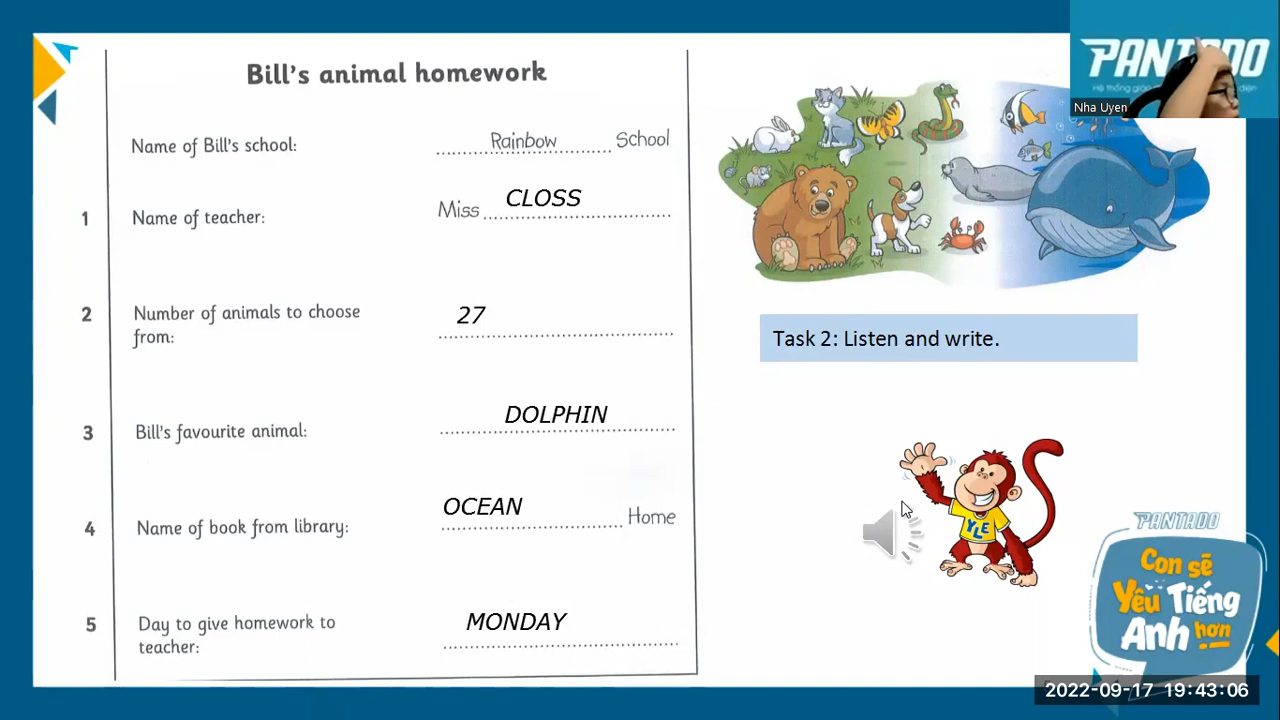 Bill's animal homework
Name of Bill's school: Rainbow School
1 Name of teacher: Miss CLOSS
2 Number of animals to choose from: 27
3 Bill's favourite animal: DOLPHIN
4 Name of book from library: OCEAN Home
5 Day to give homework to teacher: MONDAY
PANTADO
Nha Uyen
Task 2: Listen and write.
YLE
PANTADO
Con sẽ
Yêu Tiếng
Anh hơn
2022-09-17 19:43:06